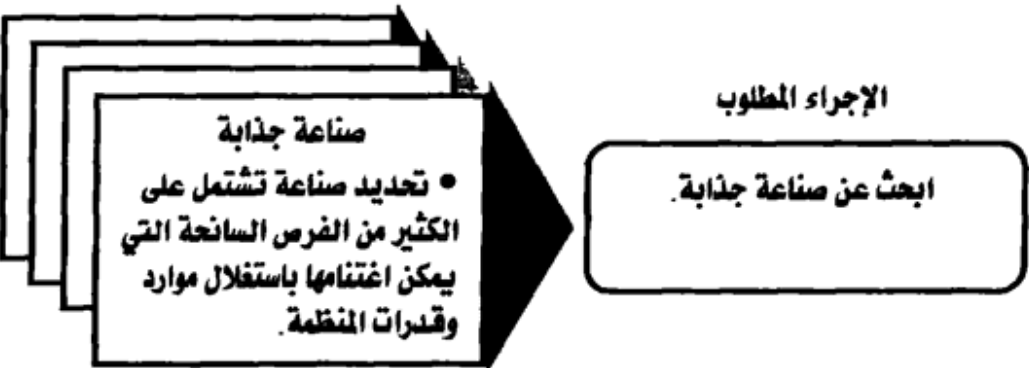 صناعة جذابة
• تحديد صناعة تشتمل على
الكثير من الفرص السانحة التي
يمكن اغتنامها باستغلال موارد
وقدرات المنظمة.
الإجراء المطلوب
ابحث عن صناعة جذابة.